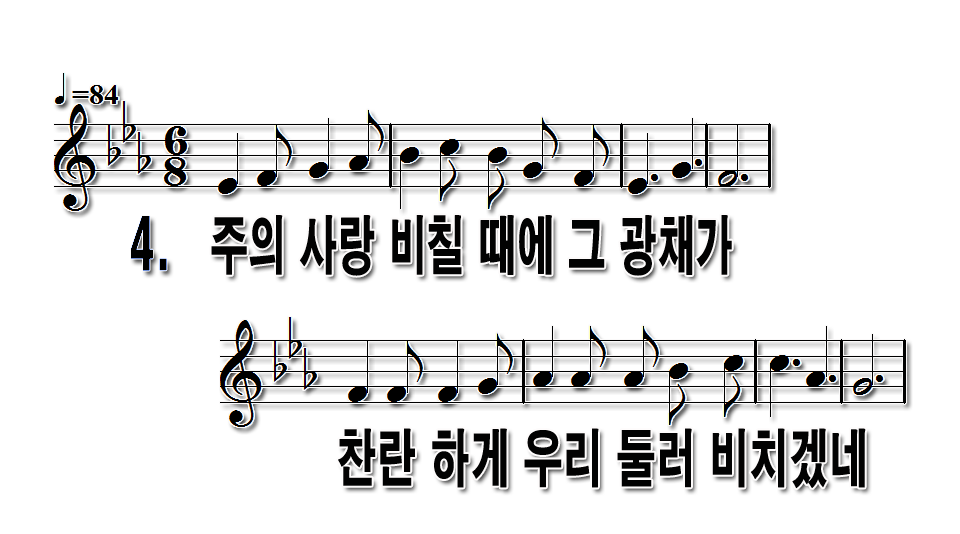 =84
6
8
4. 주의 사랑 비칠 때에 그 광채가
찬란 하게 우리 둘러 비치겠네